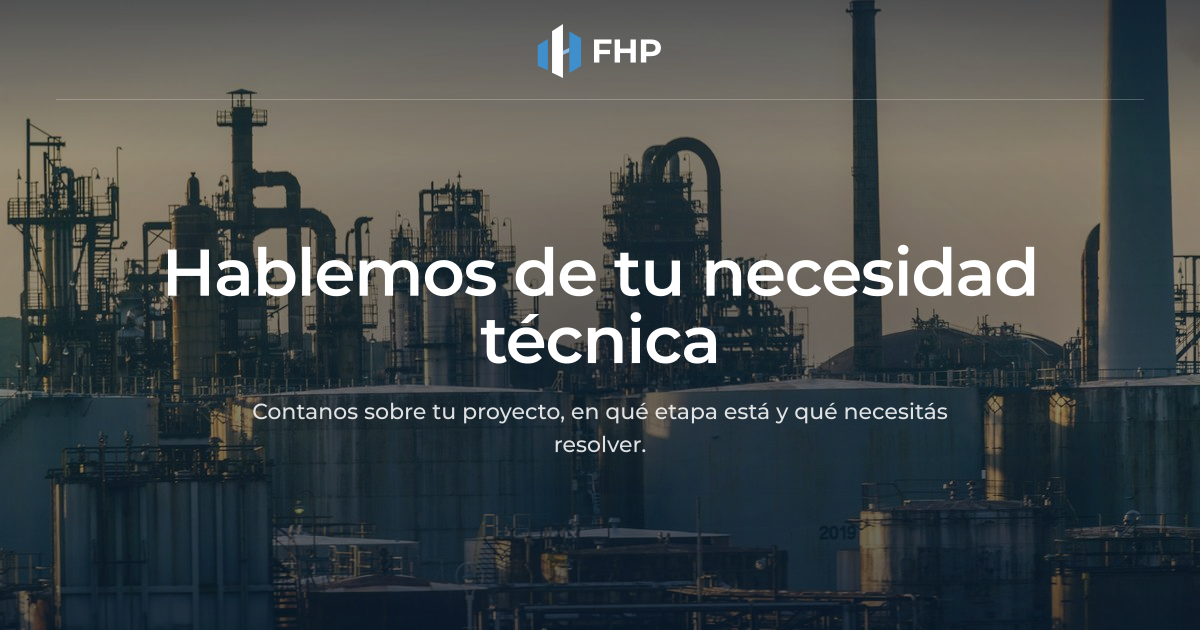 FHP
Hablemos de tu necesidad
técnica
Contanos sobre tu proyecto, en qué etapa está y qué necesitás
resolver.
2019